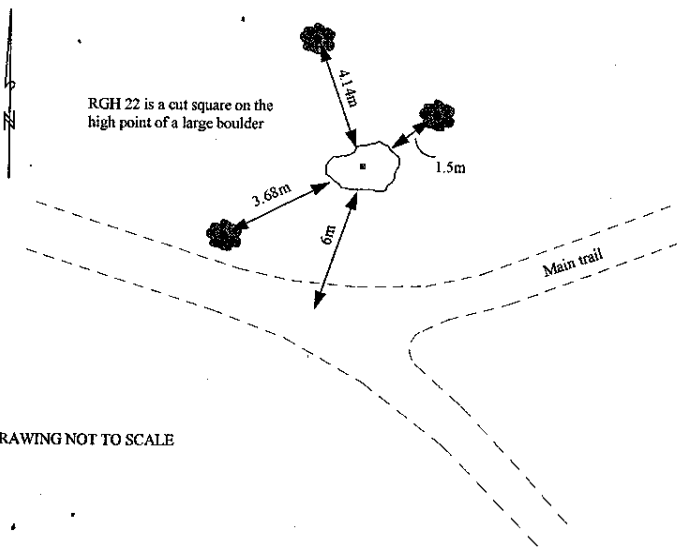 4.14m
RGH 22 is a cut square on the
high point of a large boulder
N
1.5m
3.68m
6m
Main trail
RAWING NOT TO SCALE